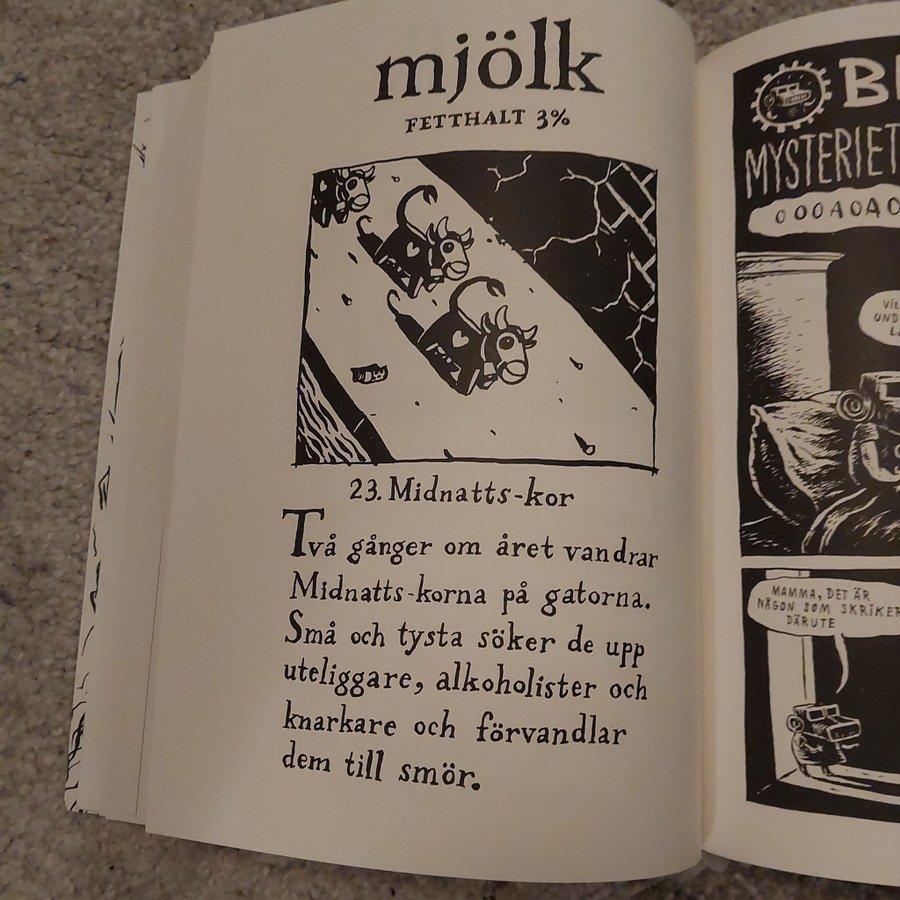 mjölk
FETTHALT 3%
23. Midnatts-kor
Två gånger om året vandrar
Midnatts-korna på gatorna.
Små och tysta söker de upp
uteliggare, alkoholister och
knarkare och förvandlar
dem till smör.
MYSTERIET
MAMMA, DET ÄR
NÅGON SOM SKRIKER
DÄRUTE